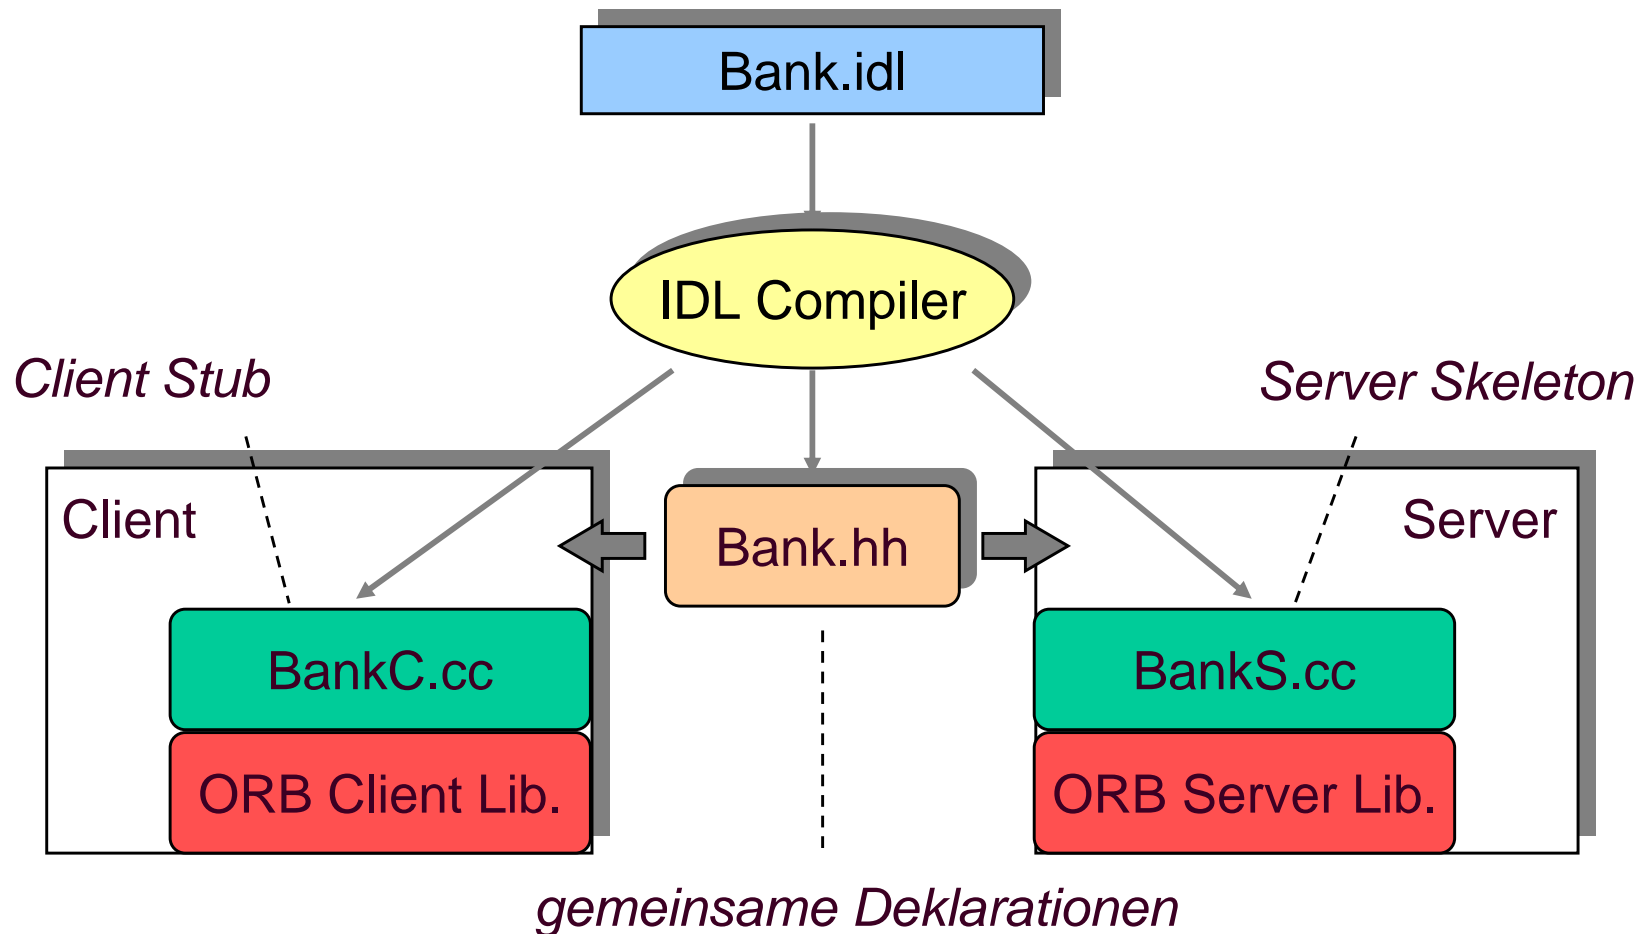 Bank.idl
IDL Compiler
Client Stub
Server Skeleton
Client
Bank.hh
Server
BankC.cc
BankS.cc
ORB Client Lib.
ORB Server Lib.
gemeinsame Deklarationen